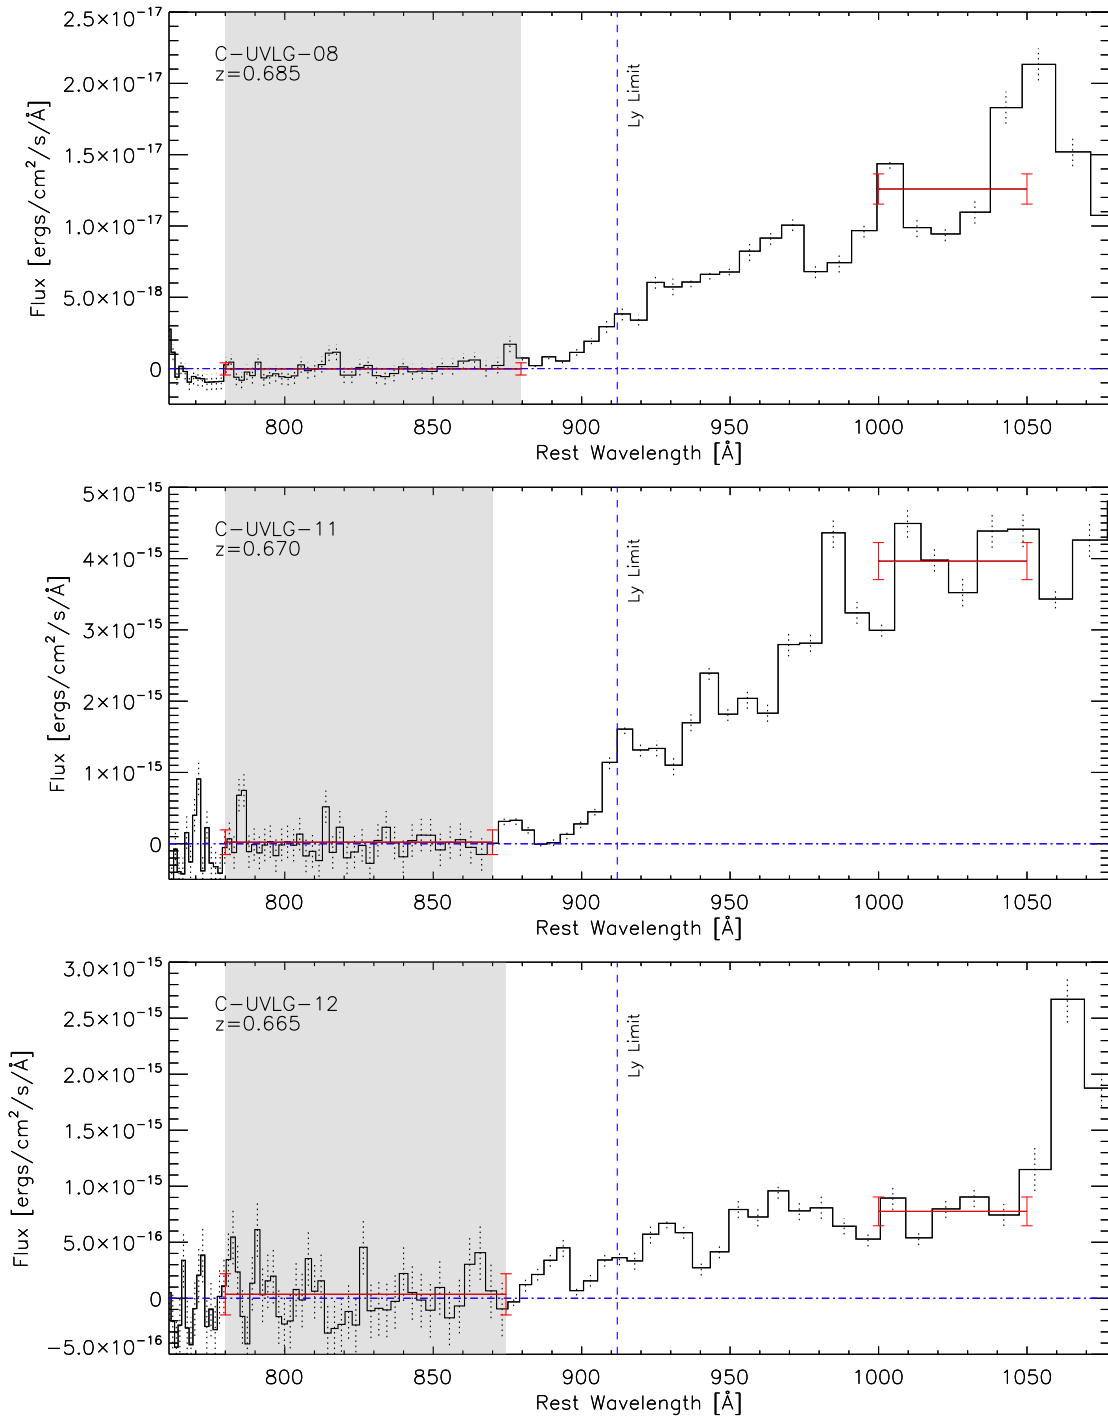 2.5×10⁻¹⁷
C-UVLG-08
z=0.685
2.0×10⁻¹⁷
1.5×10⁻¹⁷
1.0×10⁻¹⁷
5.0×10⁻¹⁸
0
Flux [ergs/cm²/s/Å]
Ly Limit
800 850 900 950 1000 1050
Rest Wavelength [Å]
5×10⁻¹⁵
C-UVLG-11
z=0.670
4×10⁻¹⁵
3×10⁻¹⁵
2×10⁻¹⁵
1×10⁻¹⁵
0
Flux [ergs/cm²/s/Å]
Ly Limit
800 850 900 950 1000 1050
Rest Wavelength [Å]
3.0×10⁻¹⁵
C-UVLG-12
z=0.665
2.5×10⁻¹⁵
2.0×10⁻¹⁵
1.5×10⁻¹⁵
1.0×10⁻¹⁵
5.0×10⁻¹⁶
0
-5.0×10⁻¹⁶
Flux [ergs/cm²/s/Å]
Ly Limit
800 850 900 950 1000 1050
Rest Wavelength [Å]